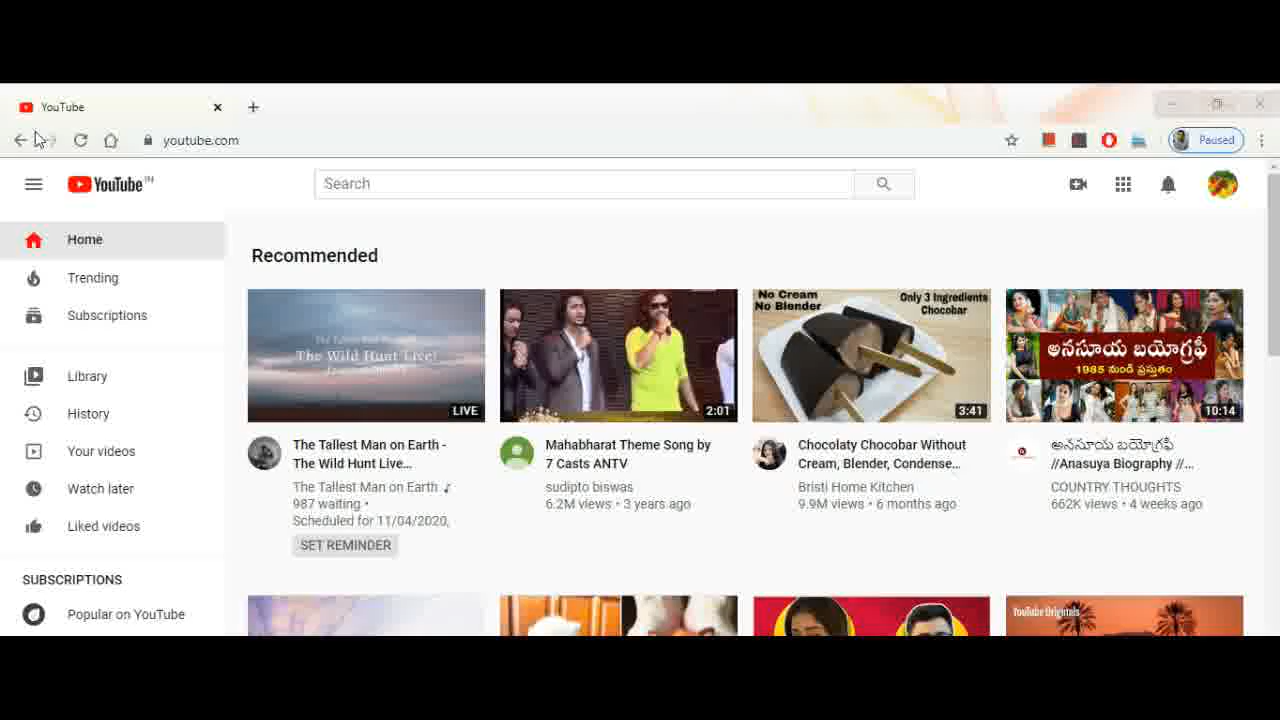 YouTube
youtube.com
Paused
YouTube IN
Search
Home
Trending
Subscriptions
Library
History
Your videos
Watch later
Liked videos
SUBSCRIPTIONS
Popular on YouTube
Recommended
The Wild Hunt Live!
LIVE
The Tallest Man on Earth -
The Wild Hunt Live...
The Tallest Man on Earth
987 waiting •
Scheduled for 11/04/2020,
SET REMINDER
2:01
Mahabharat Theme Song by
7 Casts ANTV
sudipto biswas
6.2M views • 3 years ago
No Cream
No Blender
Only 3 Ingredients
Chocobar
3:41
Chocolaty Chocobar Without
Cream, Blender, Condense...
Bristi Home Kitchen
9.9M views • 6 months ago
అనసూయ బయోగ్రఫీ
1985 నుండి ప్రస్తుతం
10:14
అనసూయ బయోగ్రఫీ
//Anasuya Biography //...
COUNTRY THOUGHTS
662K views • 4 weeks ago
YouTube Originals